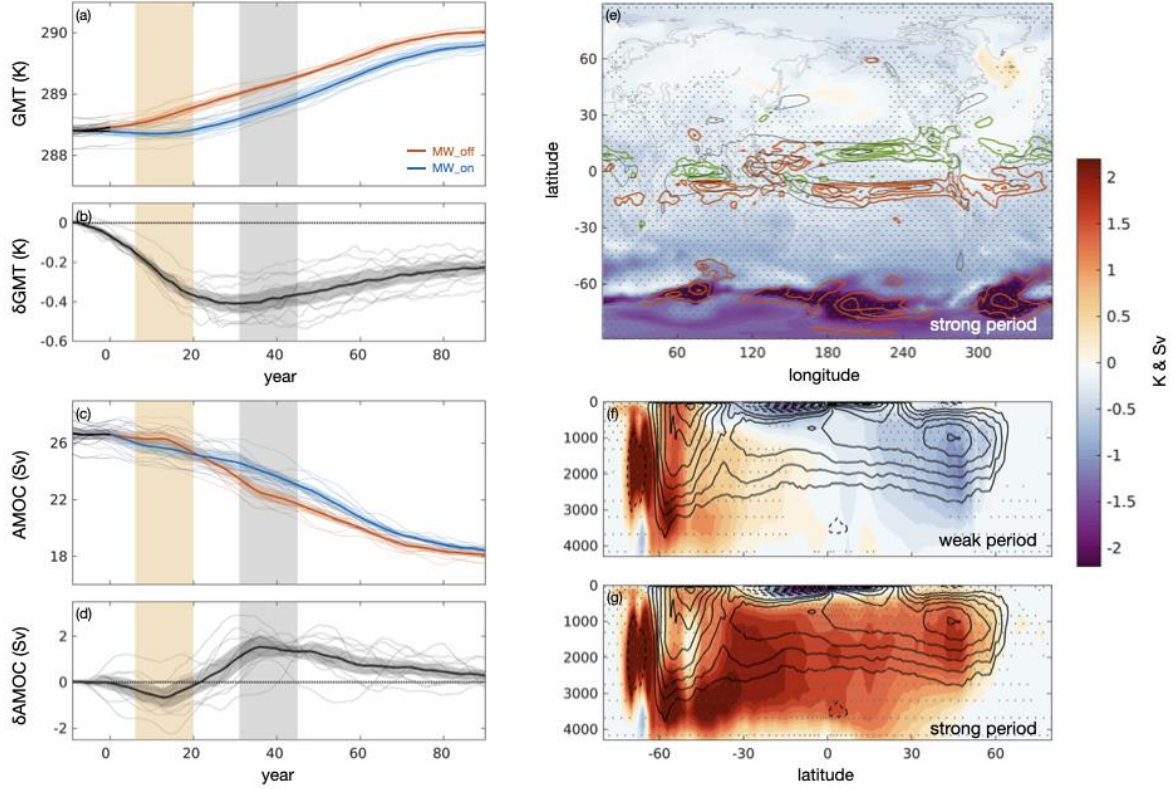 (a)
290
289
288
GMT (K)
MW_off
MW_on
(b)
0
-0.2
-0.4
-0.6
δGMT (K)
0 20 40 60 80
year
(c)
26
22
18
AMOC (Sv)
(d)
2
0
-2
δAMOC (Sv)
0 20 40 60 80
year
(e)
60
30
0
-30
-60
latitude
strong period
60 120 180 240 300
longitude
(f)
0
1000
2000
3000
4000
weak period
(g)
0
1000
2000
3000
4000
strong period
-60 -30 0 30 60
latitude
2
1.5
1
0.5
0
-0.5
-1
-1.5
-2
K & Sv